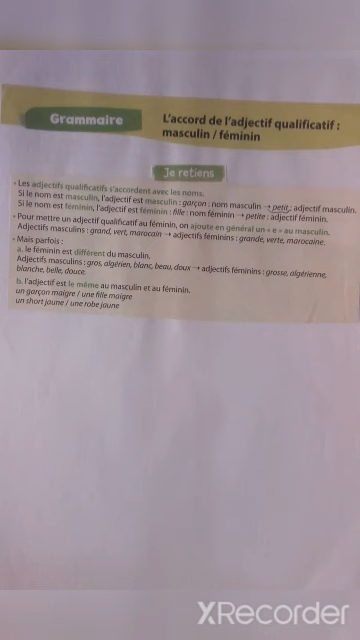 Grammaire
L'accord de l'adjectif qualificatif :
masculin / féminin
Je retiens
• Les adjectifs qualificatifs s'accordent avec les noms.
Si le nom est masculin, l'adjectif est masculin : garçon : nom masculin → petit : adjectif masculin.
Si le nom est féminin, l'adjectif est féminin : fille : nom féminin → petite : adjectif féminin.
• Pour mettre un adjectif qualificatif au féminin, on ajoute en général un « e » au masculin.
Adjectifs masculins : grand, vert, marocain → adjectifs féminins : grande, verte, marocaine.
• Mais parfois :
a. le féminin est différent du masculin.
Adjectifs masculins : gros, algérien, blanc, beau, doux → adjectifs féminins : grosse, algérienne,
blanche, belle, douce.
b. l'adjectif est le même au masculin et au féminin.
un garçon maigre / une fille maigre
un short jaune / une robe jaune
XRecorder